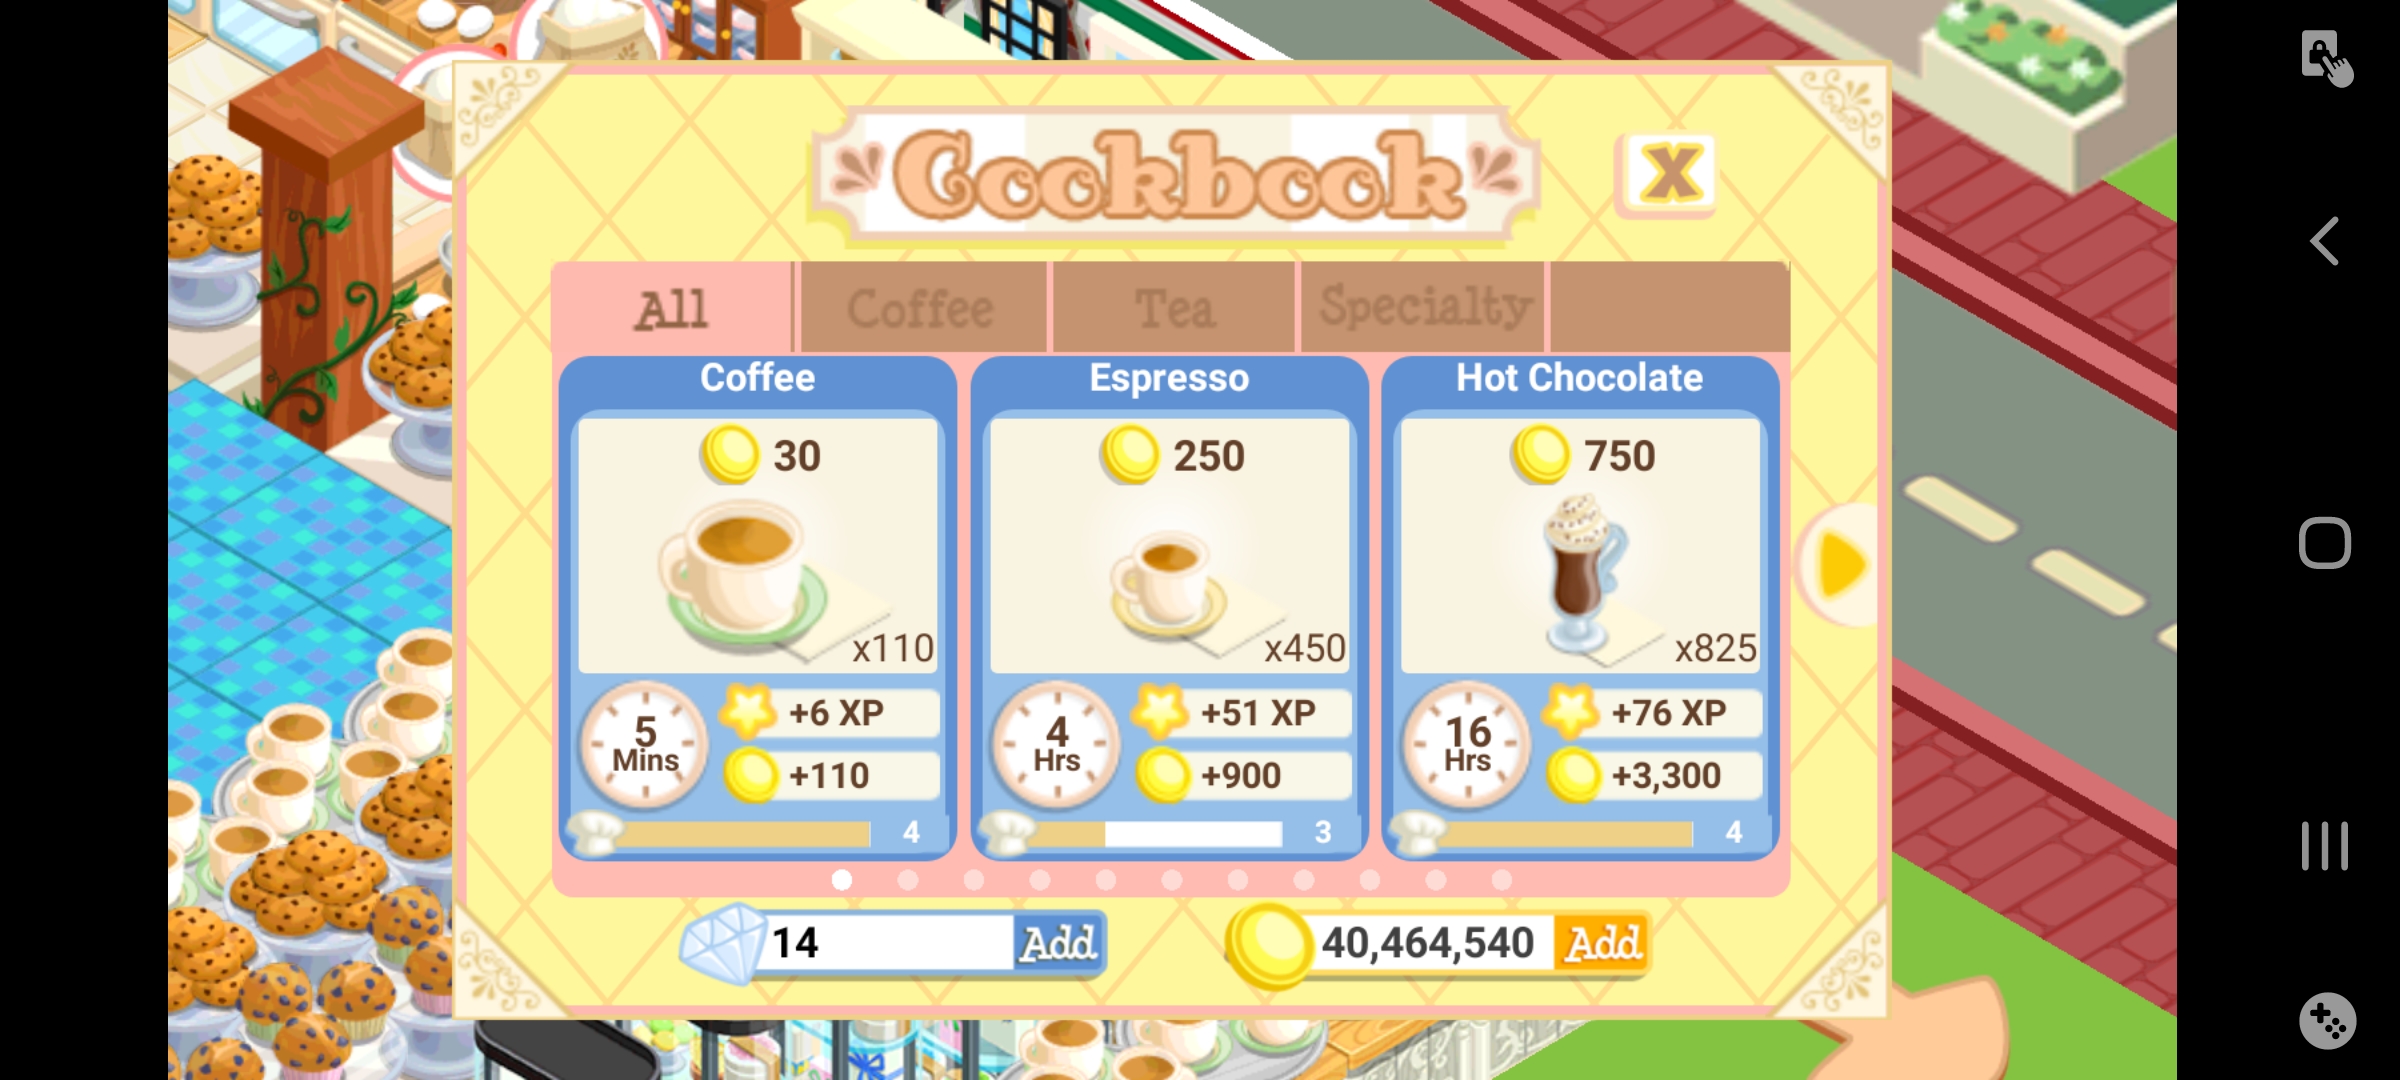 Cookbook
X
All
Coffee
Tea
Specialty
Coffee
30
x110
5
Mins
+6 XP
+110
4
Espresso
250
x450
4
Hrs
+51 XP
+900
3
Hot Chocolate
750
x825
16
Hrs
+76 XP
+3,300
4
14
Add
40,464,540
Add